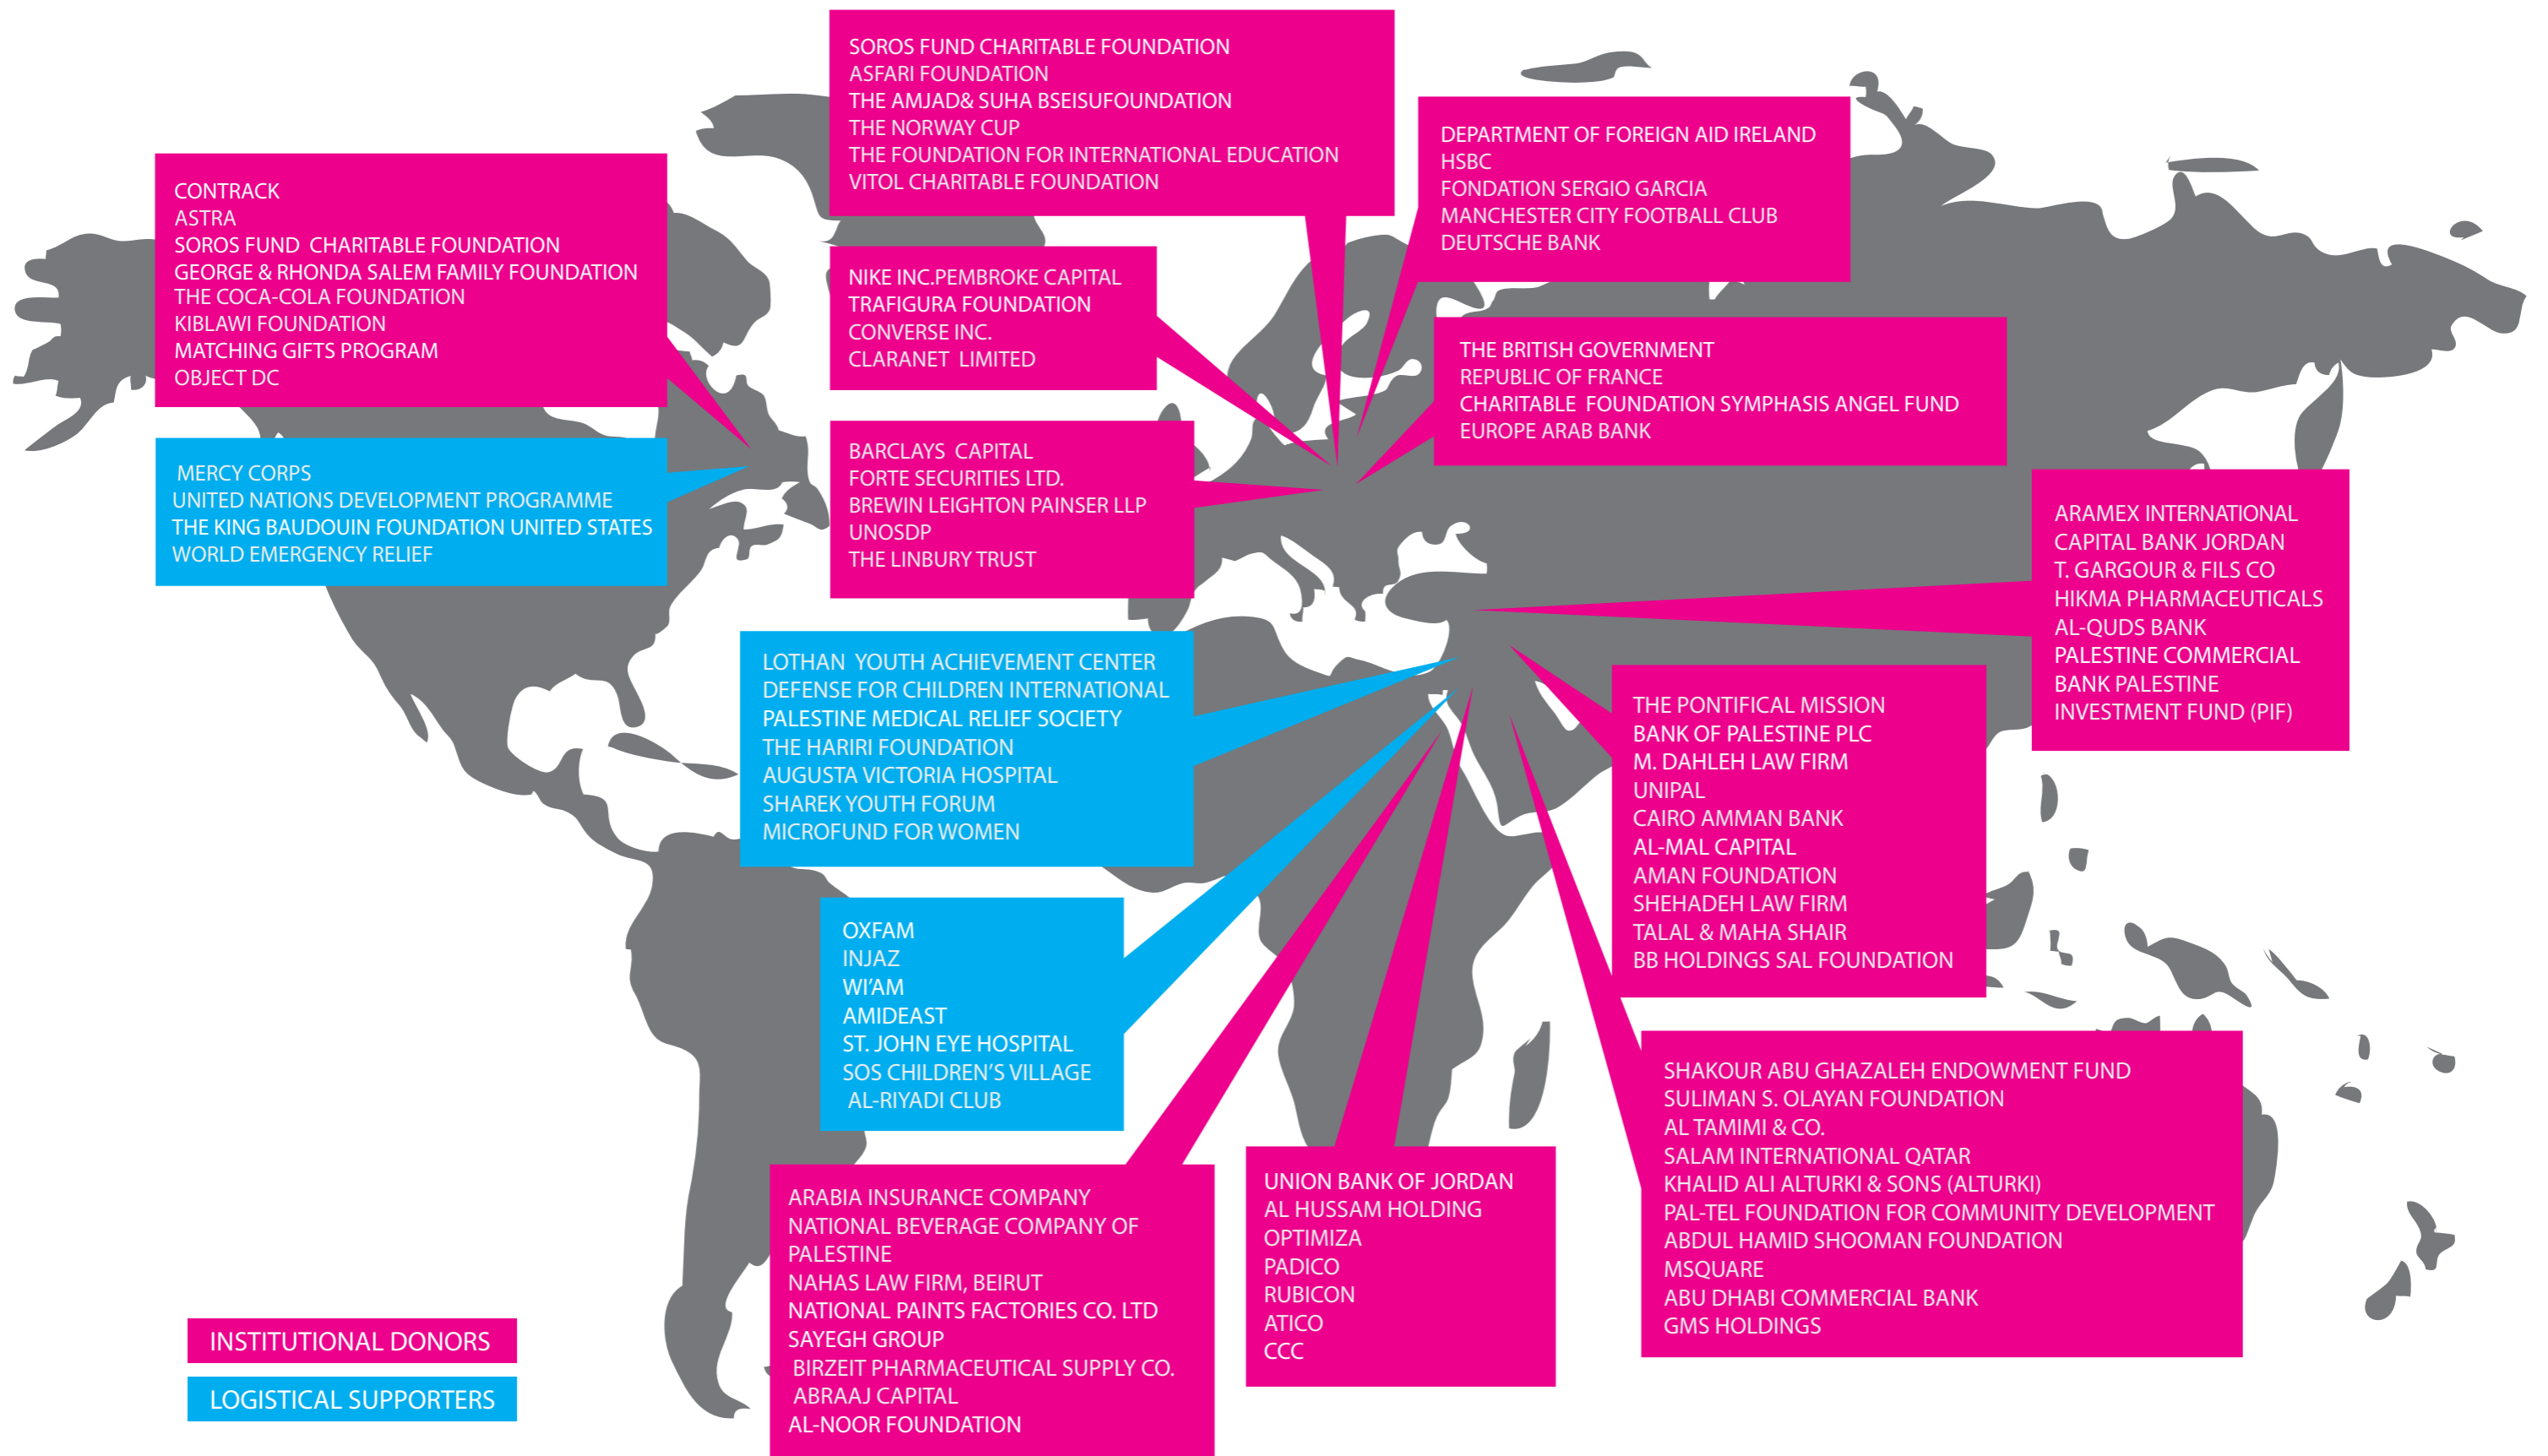 SOROS FUND CHARITABLE FOUNDATION
ASFARI FOUNDATION
THE AMJAD& SUHA BSEISUFOUNDATION
THE NORWAY CUP
THE FOUNDATION FOR INTERNATIONAL EDUCATION
VITOL CHARITABLE FOUNDATION
DEPARTMENT OF FOREIGN AID IRELAND
HSBC
FONDATION SERGIO GARCIA
MANCHESTER CITY FOOTBALL CLUB
DEUTSCHE BANK
CONTRACK
ASTRA
SOROS FUND CHARITABLE FOUNDATION
GEORGE & RHONDA SALEM FAMILY FOUNDATION
THE COCA-COLA FOUNDATION
KIBLAWI FOUNDATION
MATCHING GIFTS PROGRAM
OBJECT DC
NIKE INC.PEMBROKE CAPITAL
TRAFIGURA FOUNDATION
CONVERSE INC.
CLARANET LIMITED
THE BRITISH GOVERNMENT
REPUBLIC OF FRANCE
CHARITABLE FOUNDATION SYMPHASIS ANGEL FUND
EUROPE ARAB BANK
MERCY CORPS
UNITED NATIONS DEVELOPMENT PROGRAMME
THE KING BAUDOUIN FOUNDATION UNITED STATES
WORLD EMERGENCY RELIEF
BARCLAYS CAPITAL
FORTE SECURITIES LTD.
BREWIN LEIGHTON PAINSER LLP
UNOSDP
THE LINBURY TRUST
ARAMEX INTERNATIONAL
CAPITAL BANK JORDAN
T. GARGOUR & FILS CO
HIKMA PHARMACEUTICALS
AL-QUDS BANK
PALESTINE COMMERCIAL
BANK PALESTINE
INVESTMENT FUND (PIF)
LOTHAN YOUTH ACHIEVEMENT CENTER
DEFENSE FOR CHILDREN INTERNATIONAL
PALESTINE MEDICAL RELIEF SOCIETY
THE HARIRI FOUNDATION
AUGUSTA VICTORIA HOSPITAL
SHAREK YOUTH FORUM
MICROFUND FOR WOMEN
THE PONTIFICAL MISSION
BANK OF PALESTINE PLC
M. DAHLEH LAW FIRM
UNIPAL
CAIRO AMMAN BANK
AL-MAL CAPITAL
AMAN FOUNDATION
SHEHADEH LAW FIRM
TALAL & MAHA SHAIR
BB HOLDINGS SAL FOUNDATION
OXFAM
INJAZ
WI'AM
AMIDEAST
ST. JOHN EYE HOSPITAL
SOS CHILDREN'S VILLAGE
AL-RIYADI CLUB
SHAKOUR ABU GHAZALEH ENDOWMENT FUND
SULIMAN S. OLAYAN FOUNDATION
AL TAMIMI & CO.
SALAM INTERNATIONAL QATAR
KHALID ALI ALTURKI & SONS (ALTURKI)
PAL-TEL FOUNDATION FOR COMMUNITY DEVELOPMENT
ABDUL HAMID SHOOMAN FOUNDATION
MSQUARE
ABU DHABI COMMERCIAL BANK
GMS HOLDINGS
ARABIA INSURANCE COMPANY
NATIONAL BEVERAGE COMPANY OF
PALESTINE
NAHAS LAW FIRM, BEIRUT
NATIONAL PAINTS FACTORIES CO. LTD
SAYEGH GROUP
BIRZEIT PHARMACEUTICAL SUPPLY CO.
ABRAAJ CAPITAL
AL-NOOR FOUNDATION
UNION BANK OF JORDAN
AL HUSSAM HOLDING
OPTIMIZA
PADICO
RUBICON
ATICO
CCC
INSTITUTIONAL DONORS
LOGISTICAL SUPPORTERS